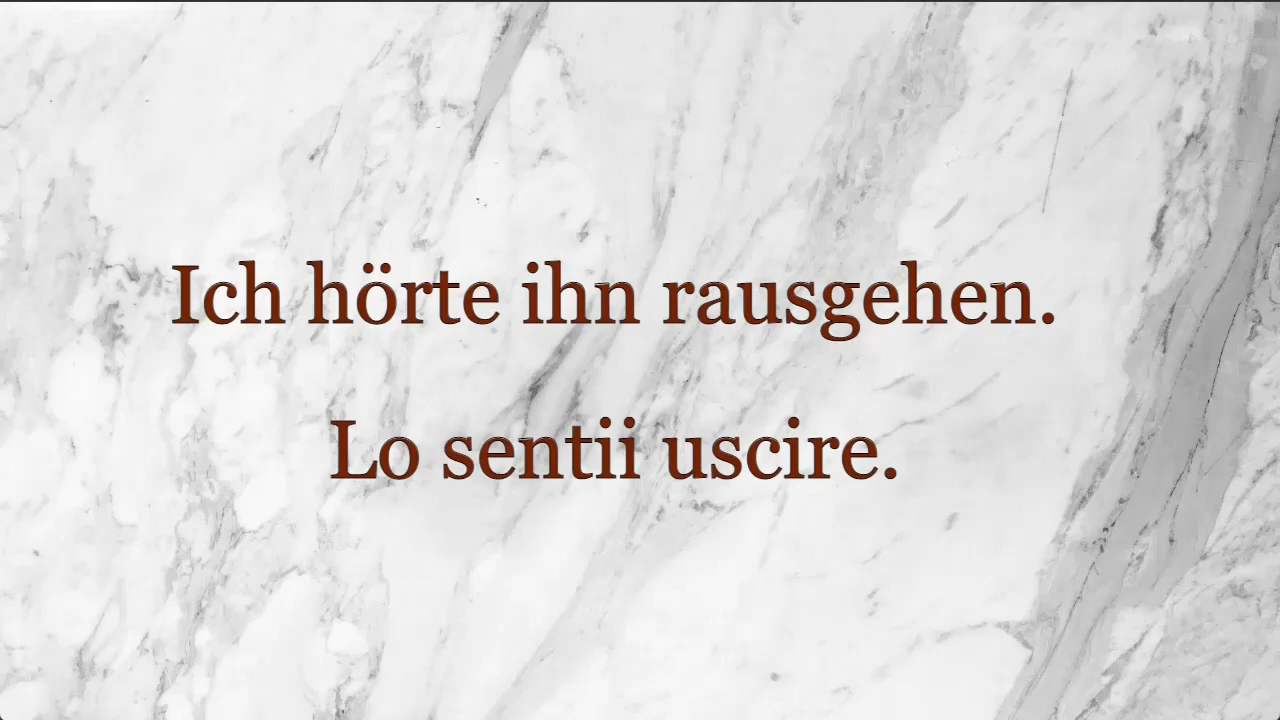 Ich hörte ihn rausgehen.
Lo sentii uscire.